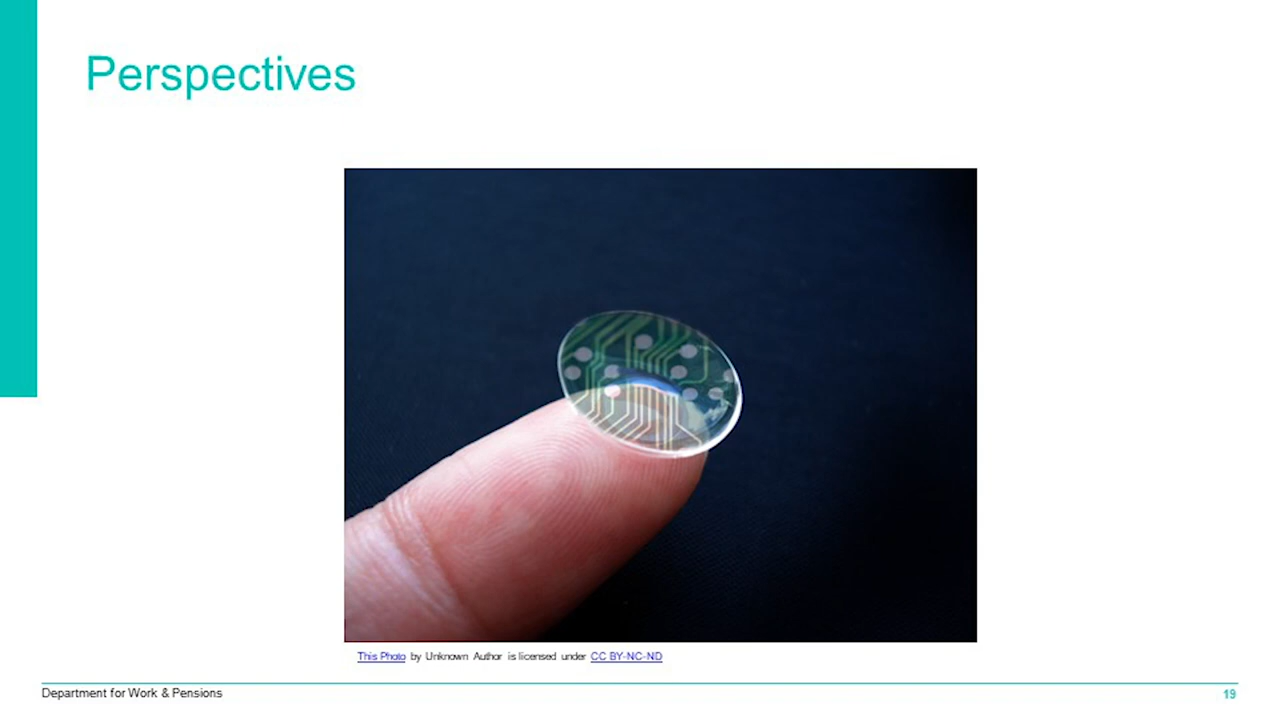 Perspectives
This Photo by Unknown Author is licensed under CC BY-NC-ND
Department for Work & Pensions
19